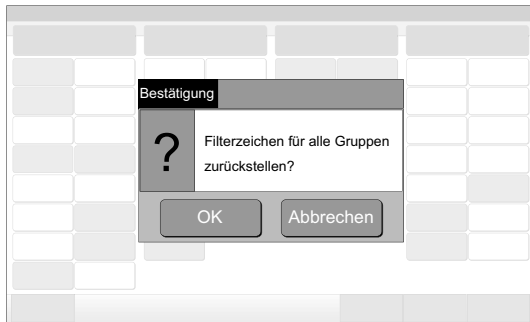 Bestätigung
?
Filterzeichen für alle Gruppen
zurückstellen?
OK
Abbrechen